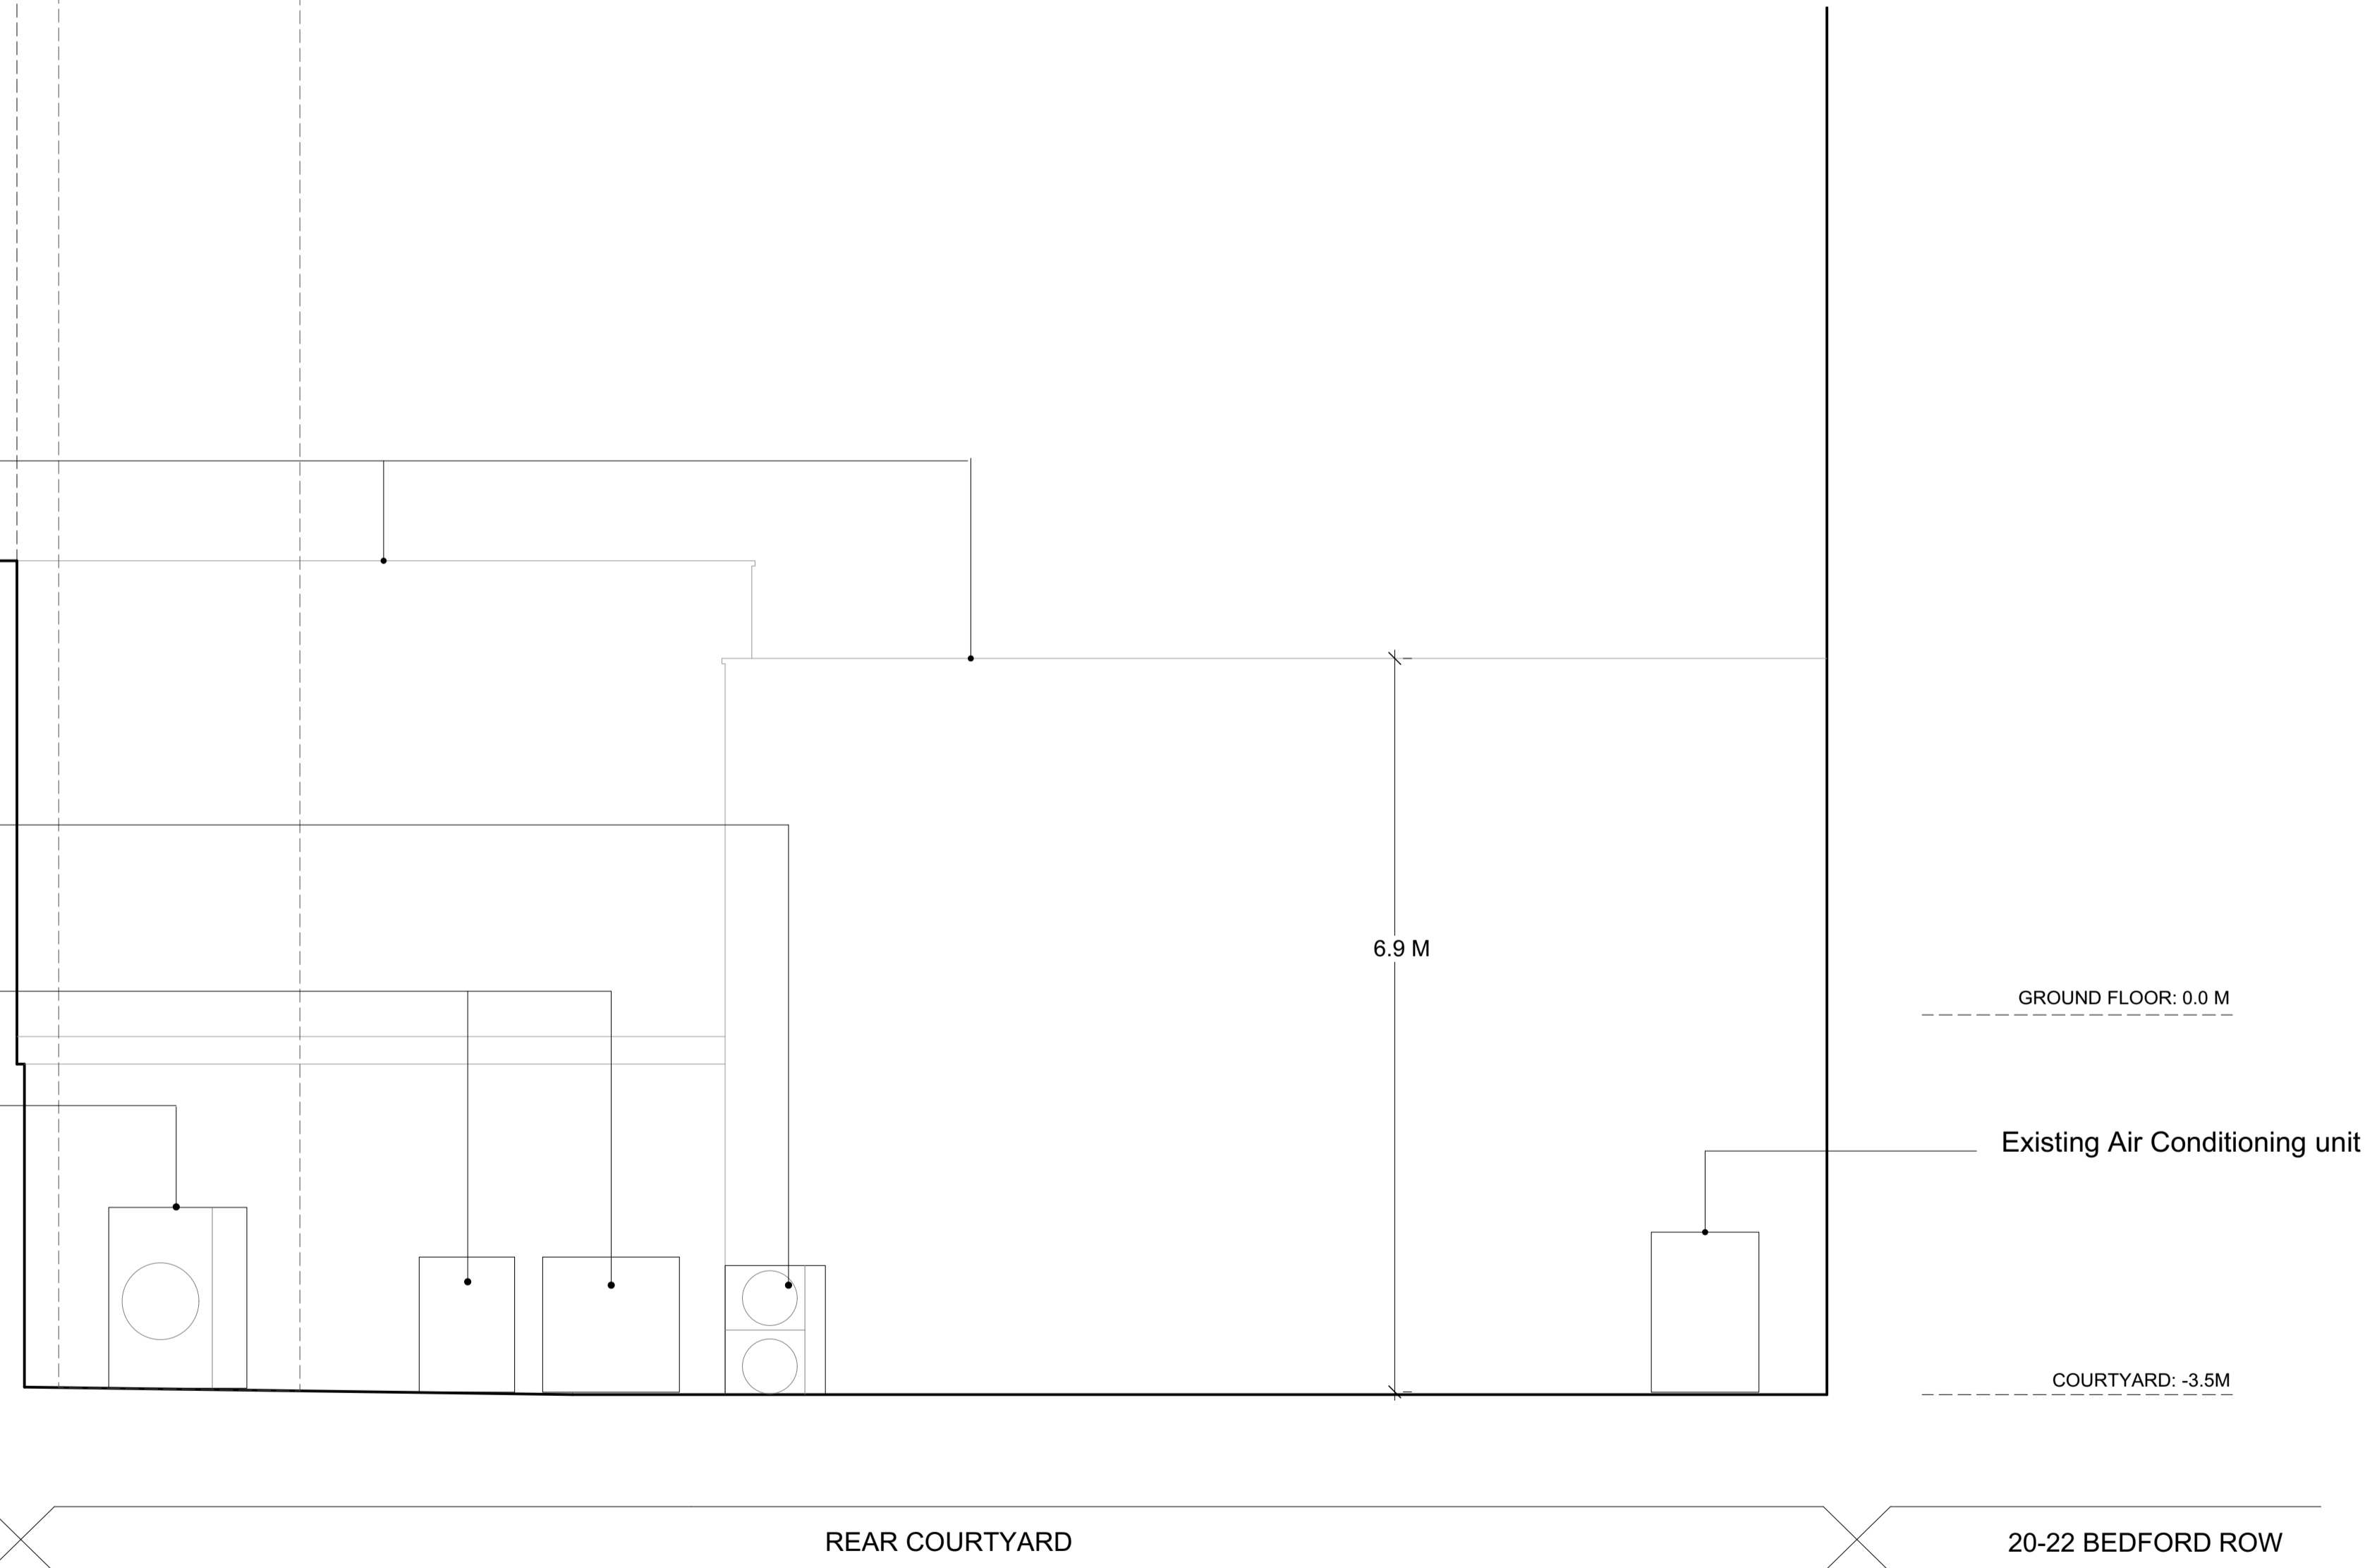 6.9 M
GROUND FLOOR: 0.0 M
Existing Air Conditioning unit
COURTYARD: -3.5M
REAR COURTYARD
20-22 BEDFORD ROW